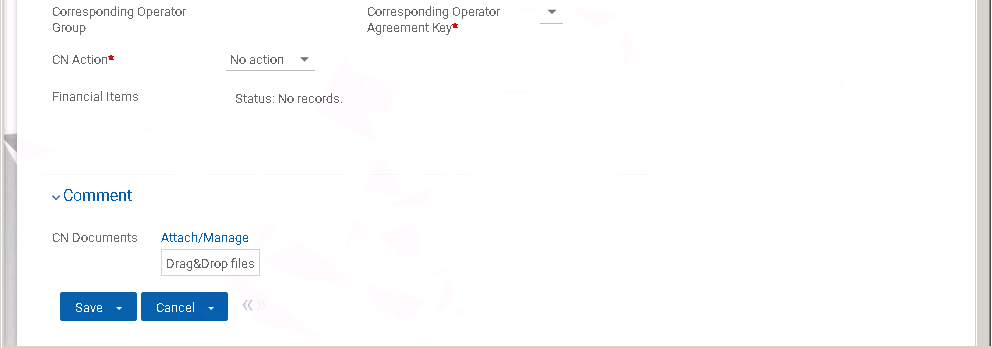 Corresponding Operator Group
Corresponding Operator Agreement Key*
CN Action*
No action
Financial Items
Status: No records.
Comment
CN Documents
Attach/Manage
Drag&Drop files
Save
Cancel